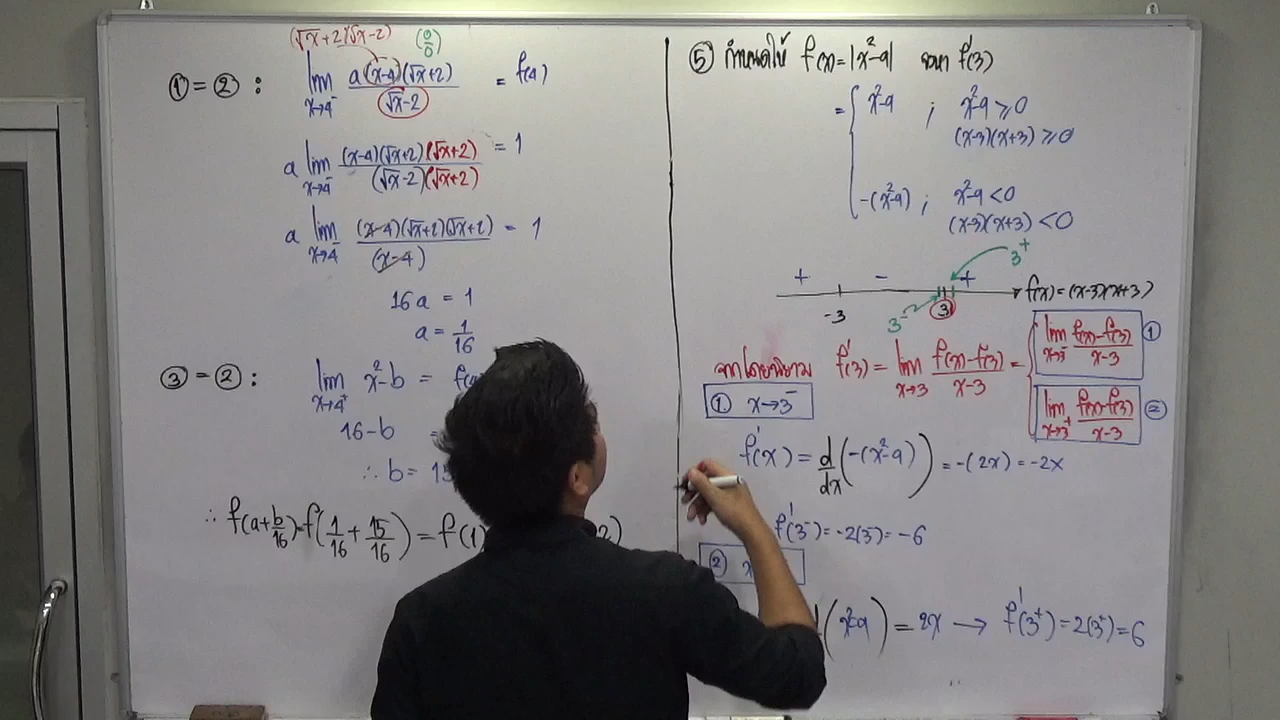 (√x+2)(√x-2) (0/0)
①=② : lim x→4⁻ a(x-4)(√x+2)/(√x-2) = f(4)
a lim x→4⁻ (x-4)(√x+2)(√x+2)/(√x-2)(√x+2) = 1
a lim x→4⁻ (x-4)(√x+2)(√x+2)/(x-4) = 1
16a = 1
a = 1/16
③=② : lim x→4⁺ x²-b =
16-b =
∴ b = 15
∴ f(a+b/16)=f(1/16 + 15/16) = f(1)
⑤ กำหนดให้ f(x)=|x²-9| จงหา f'(3)
= { x²-9 ; x²-9 ≥ 0
(x-3)(x+3) ≥ 0
-(x²-9) ; x²-9 < 0
(x-3)(x+3) < 0
3⁺
+ - +
f(x)=(x-3)(x+3)
-3 3⁻ 3
จากโดยนิยาม f'(3) = lim x→3 f(x)-f(3)/x-3 = { lim x→3⁻ f(x)-f(3)/x-3 ①
lim x→3⁺ f(x)-f(3)/x-3 ②
① x→3⁻
f'(x) = d/dx(-(x²-9)) = -(2x) = -2x
f'(3⁻) = -2(3⁻) = -6
② x
(x²-9) = 2x → f'(3⁺) = 2(3⁺) = 6